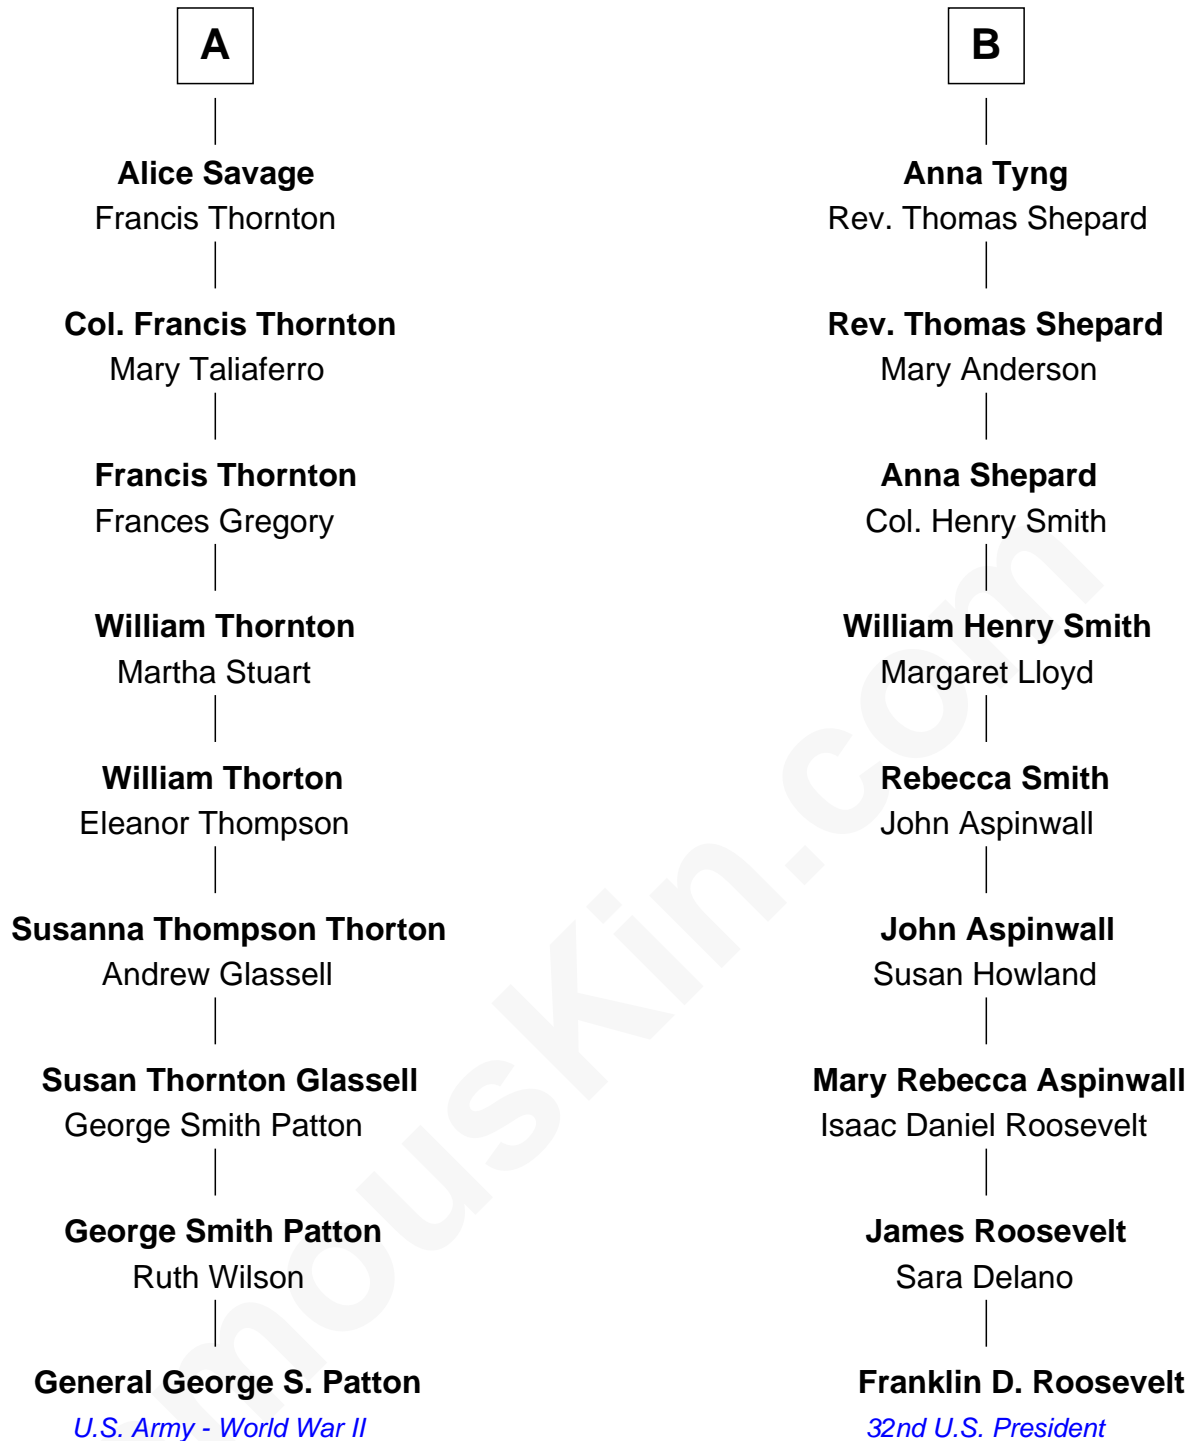 A
Alice Savage
Francis Thornton
Col. Francis Thornton
Mary Taliaferro
Francis Thornton
Frances Gregory
William Thornton
Martha Stuart
William Thorton
Eleanor Thompson
Susanna Thompson Thorton
Andrew Glassell
Susan Thornton Glassell
George Smith Patton
George Smith Patton
Ruth Wilson
General George S. Patton
U.S. Army - World War II
B
Anna Tyng
Rev. Thomas Shepard
Rev. Thomas Shepard
Mary Anderson
Anna Shepard
Col. Henry Smith
William Henry Smith
Margaret Lloyd
Rebecca Smith
John Aspinwall
John Aspinwall
Susan Howland
Mary Rebecca Aspinwall
Isaac Daniel Roosevelt
James Roosevelt
Sara Delano
Franklin D. Roosevelt
32nd U.S. President
mousKin.com